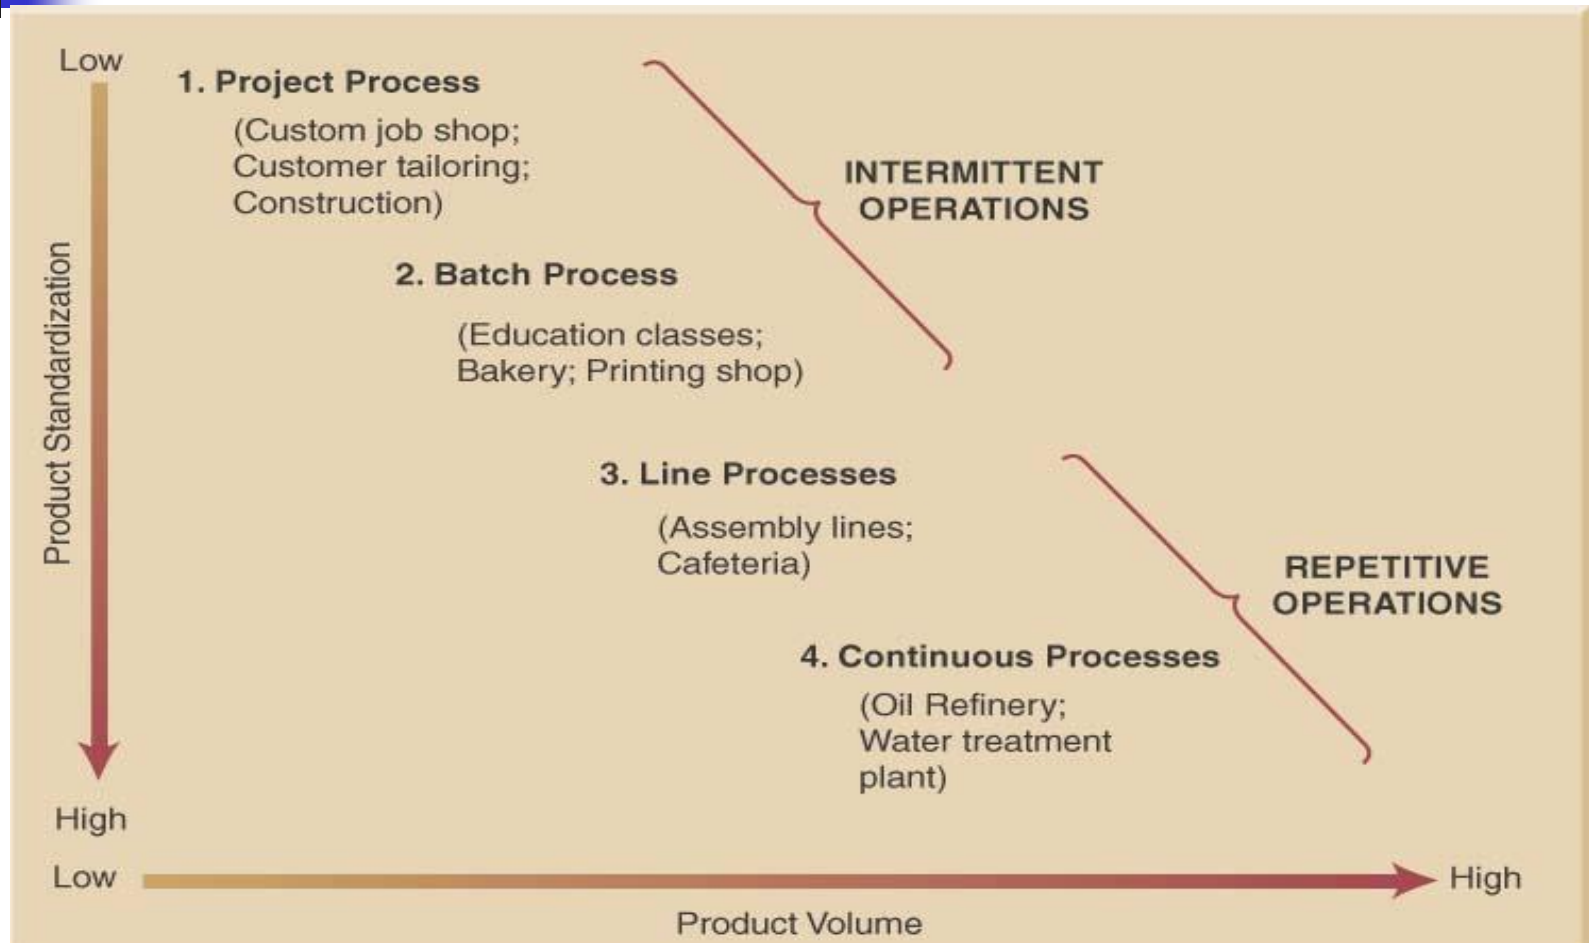 Low
1. Project Process
(Custom job shop;
Customer tailoring;
Construction)
INTERMITTENT
OPERATIONS
2. Batch Process
(Education classes;
Bakery; Printing shop)
Product Standardization
3. Line Processes
(Assembly lines;
Cafeteria)
REPETITIVE
OPERATIONS
4. Continuous Processes
(Oil Refinery;
Water treatment
plant)
High
Low
High
Product Volume